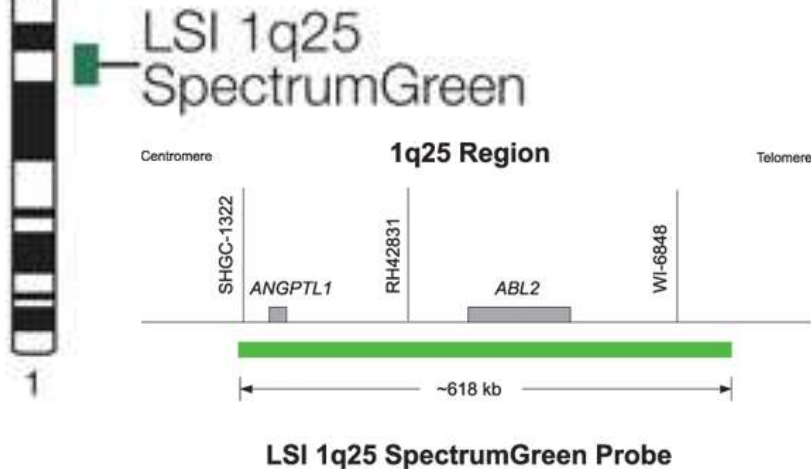 LSI 1q25
SpectrumGreen
Centromere
1q25 Region
Telomere
SHGC-1322
ANGPTL1
RH42831
ABL2
WI-6848
~618 kb
1
LSI 1q25 SpectrumGreen Probe